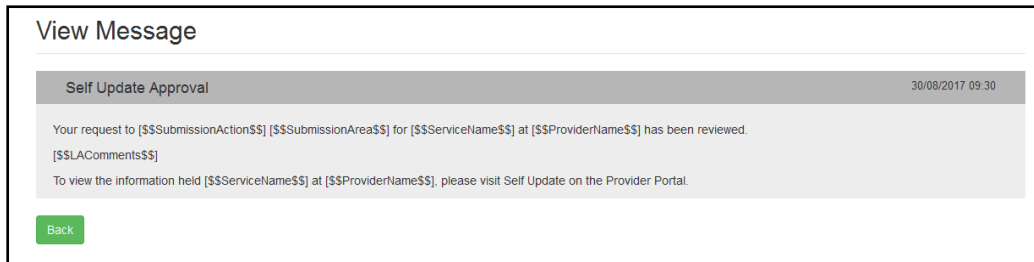 View Message
Self Update Approval 30/08/2017 09:30
Your request to [$$SubmissionAction$$] [$$SubmissionArea$$] for [$$ServiceName$$] at [$$ProviderName$$] has been reviewed.
[$$LAComments$$]
To view the information held [$$ServiceName$$] at [$$ProviderName$$], please visit Self Update on the Provider Portal.
Back